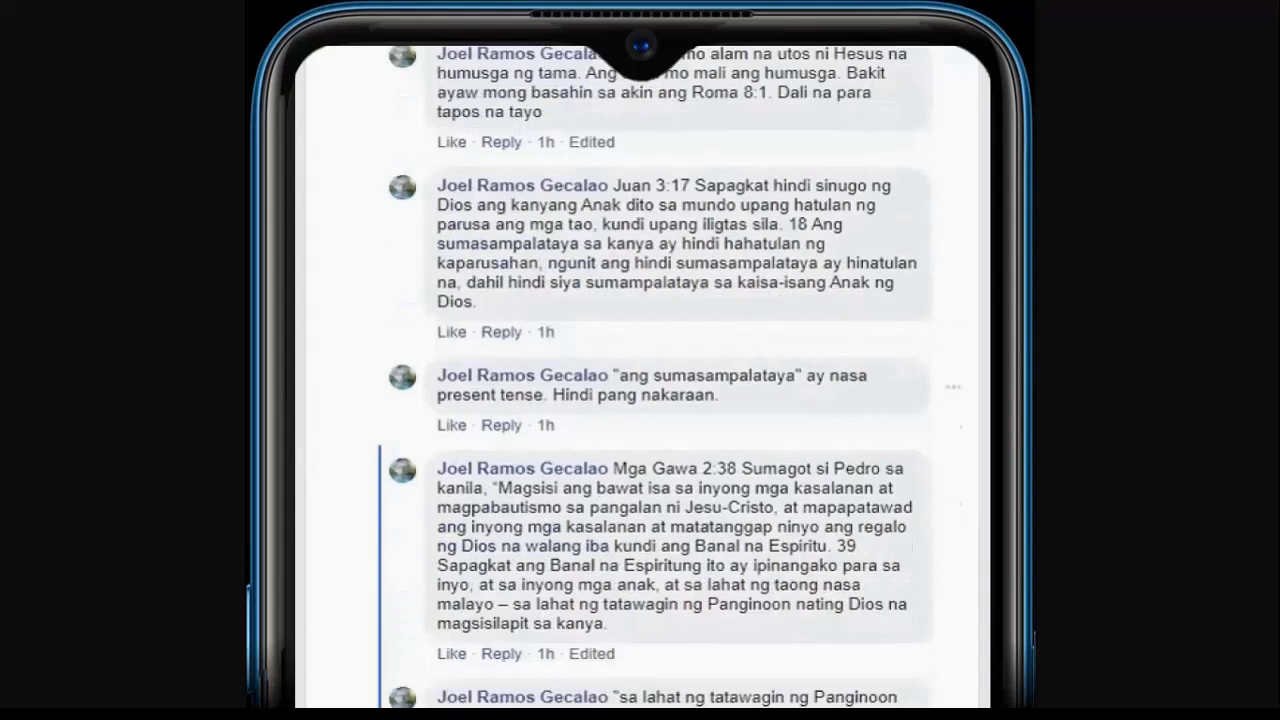 Joel Ramos Gecalao mo alam na utos ni Hesus na
humusga ng tama. Ang mo mali ang humusga. Bakit
ayaw mong basahin sa akin ang Roma 8:1. Dali na para
tapos na tayo
Like · Reply · 1h · Edited
Joel Ramos Gecalao Juan 3:17 Sapagkat hindi sinugo ng
Dios ang kanyang Anak dito sa mundo upang hatulan ng
parusa ang mga tao, kundi upang iligtas sila. 18 Ang
sumasampalataya sa kanya ay hindi hahatulan ng
kaparusahan, ngunit ang hindi sumasampalataya ay hinatulan
na, dahil hindi siya sumampalataya sa kaisa-isang Anak ng
Dios.
Like · Reply · 1h
Joel Ramos Gecalao "ang sumasampalataya" ay nasa
present tense. Hindi pang nakaraan.
Like · Reply · 1h
Joel Ramos Gecalao Mga Gawa 2:38 Sumagot si Pedro sa
kanila, “Magsisi ang bawat isa sa inyong mga kasalanan at
magpabautismo sa pangalan ni Jesu-Cristo, at mapapatawad
ang inyong mga kasalanan at matatanggap ninyo ang regalo
ng Dios na walang iba kundi ang Banal na Espiritu. 39
Sapagkat ang Banal na Espiritung ito ay ipinangako para sa
inyo, at sa inyong mga anak, at sa lahat ng taong nasa
malayo – sa lahat ng tatawagin ng Panginoon nating Dios na
magsisilapit sa kanya.
Like · Reply · 1h · Edited
Joel Ramos Gecalao "sa lahat ng tatawagin ng Panginoon